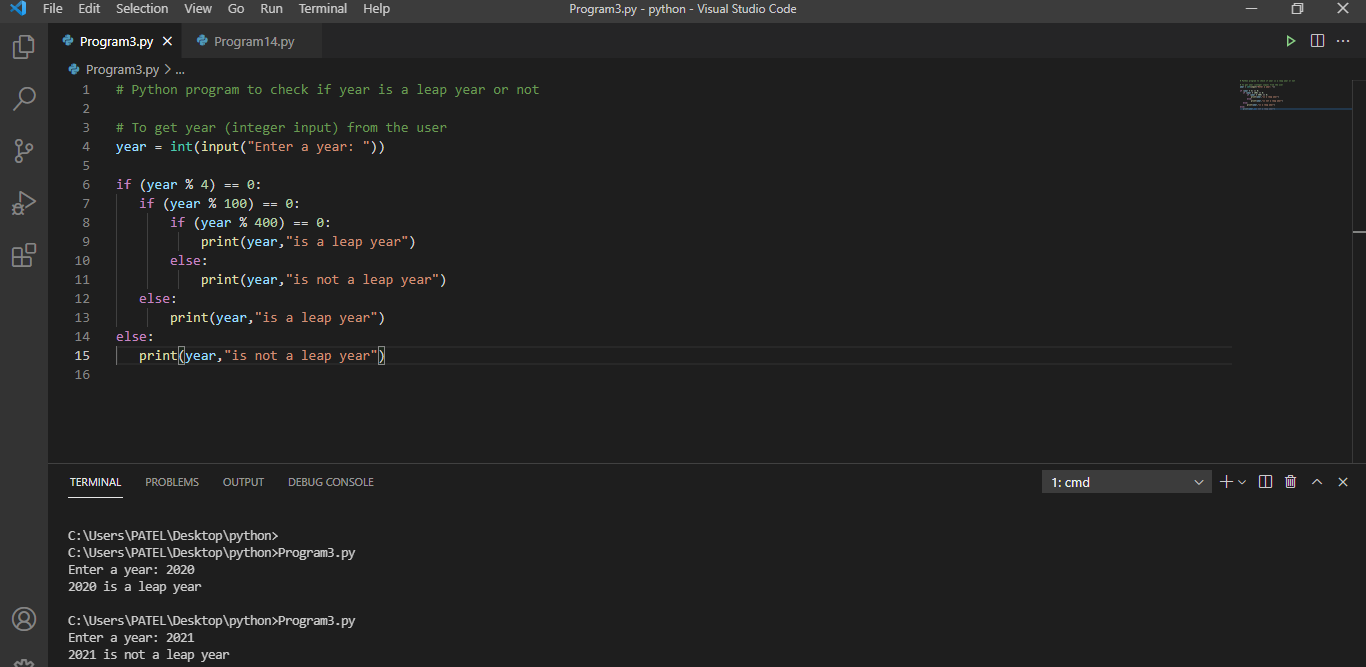 File Edit Selection View Go Run Terminal Help Program3.py - python - Visual Studio Code
Program3.py Program14.py
Program3.py > ...
1 # Python program to check if year is a leap year or not
2
3 # To get year (integer input) from the user
4 year = int(input("Enter a year: "))
5
6 if (year % 4) == 0:
7 if (year % 100) == 0:
8 if (year % 400) == 0:
9 print(year,"is a leap year")
10 else:
11 print(year,"is not a leap year")
12 else:
13 print(year,"is a leap year")
14 else:
15 print(year,"is not a leap year")
16
TERMINAL PROBLEMS OUTPUT DEBUG CONSOLE 1: cmd
C:\Users\PATEL\Desktop\python>
C:\Users\PATEL\Desktop\python>Program3.py
Enter a year: 2020
2020 is a leap year
C:\Users\PATEL\Desktop\python>Program3.py
Enter a year: 2021
2021 is not a leap year